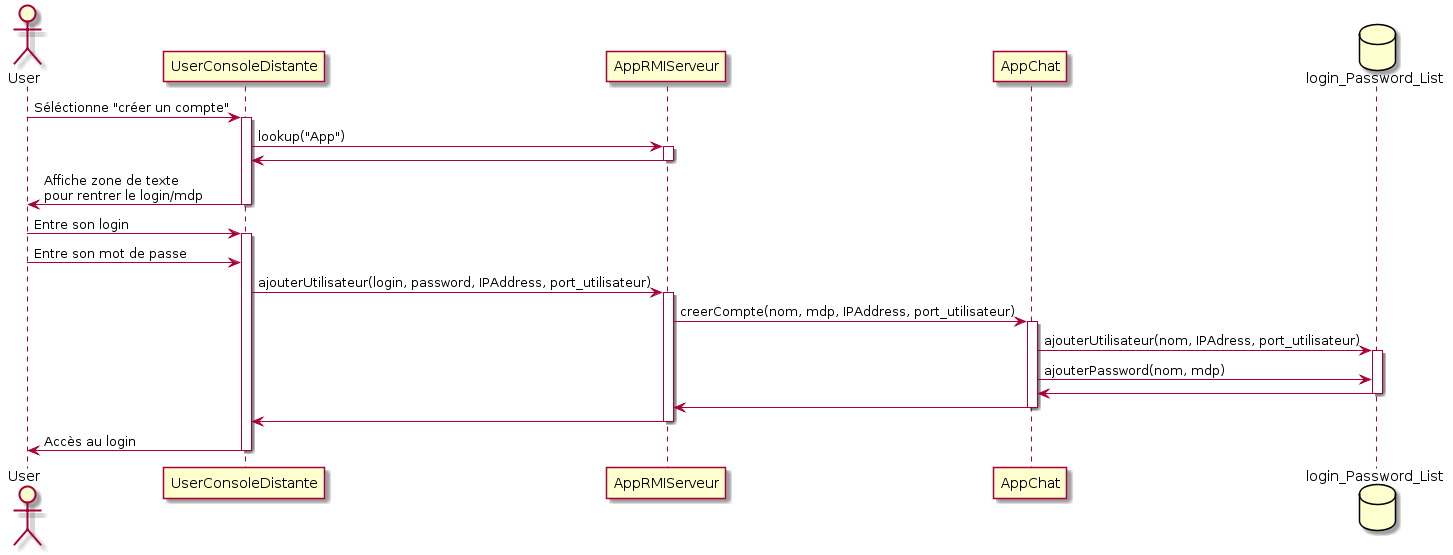 User
UserConsoleDistante
AppRMIServeur
AppChat
login_Password_List
Séléctionne "créer un compte"
lookup("App")
Affiche zone de texte
pour rentrer le login/mdp
Entre son login
Entre son mot de passe
ajouterUtilisateur(login, password, IPAddress, port_utilisateur)
creerCompte(nom, mdp, IPAddress, port_utilisateur)
ajouterUtilisateur(nom, IPAdress, port_utilisateur)
ajouterPassword(nom, mdp)
Accès au login
User
UserConsoleDistante
AppRMIServeur
AppChat
login_Password_List